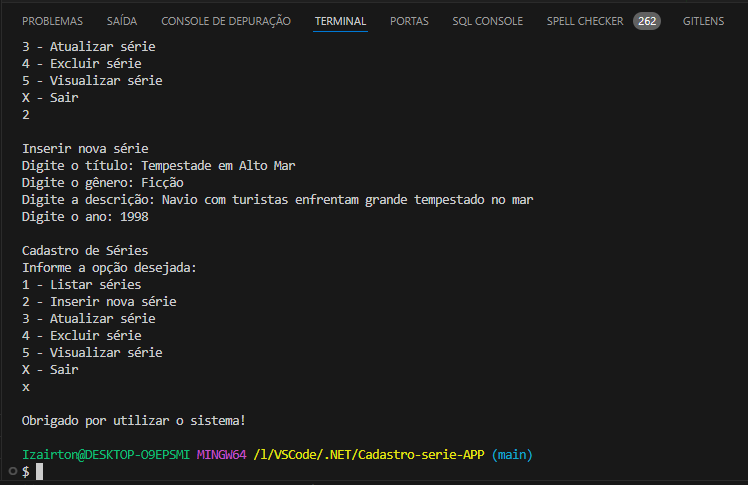 PROBLEMAS SAÍDA CONSOLE DE DEPURAÇÃO TERMINAL PORTAS SQL CONSOLE SPELL CHECKER 262 GITLENS
3 - Atualizar série
4 - Excluir série
5 - Visualizar série
X - Sair
2
Inserir nova série
Digite o título: Tempestade em Alto Mar
Digite o gênero: Ficção
Digite a descrição: Navio com turistas enfrentam grande tempestado no mar
Digite o ano: 1998
Cadastro de Séries
Informe a opção desejada:
1 - Listar séries
2 - Inserir nova série
3 - Atualizar série
4 - Excluir série
5 - Visualizar série
X - Sair
x
Obrigado por utilizar o sistema!
Izairton@DESKTOP-O9EPSMI MINGW64 /l/VSCode/.NET/Cadastro-serie-APP (main)
$